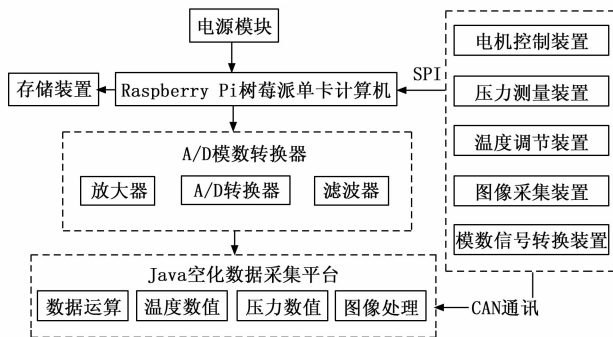 电源模块
存储装置
Raspberry Pi树莓派单卡计算机
SPI
A/D模数转换器
放大器
A/D转换器
滤波器
Java空化数据采集平台
数据运算
温度数值
压力数值
图像处理
电机控制装置
压力测量装置
温度调节装置
图像采集装置
模数信号转换装置
CAN通讯